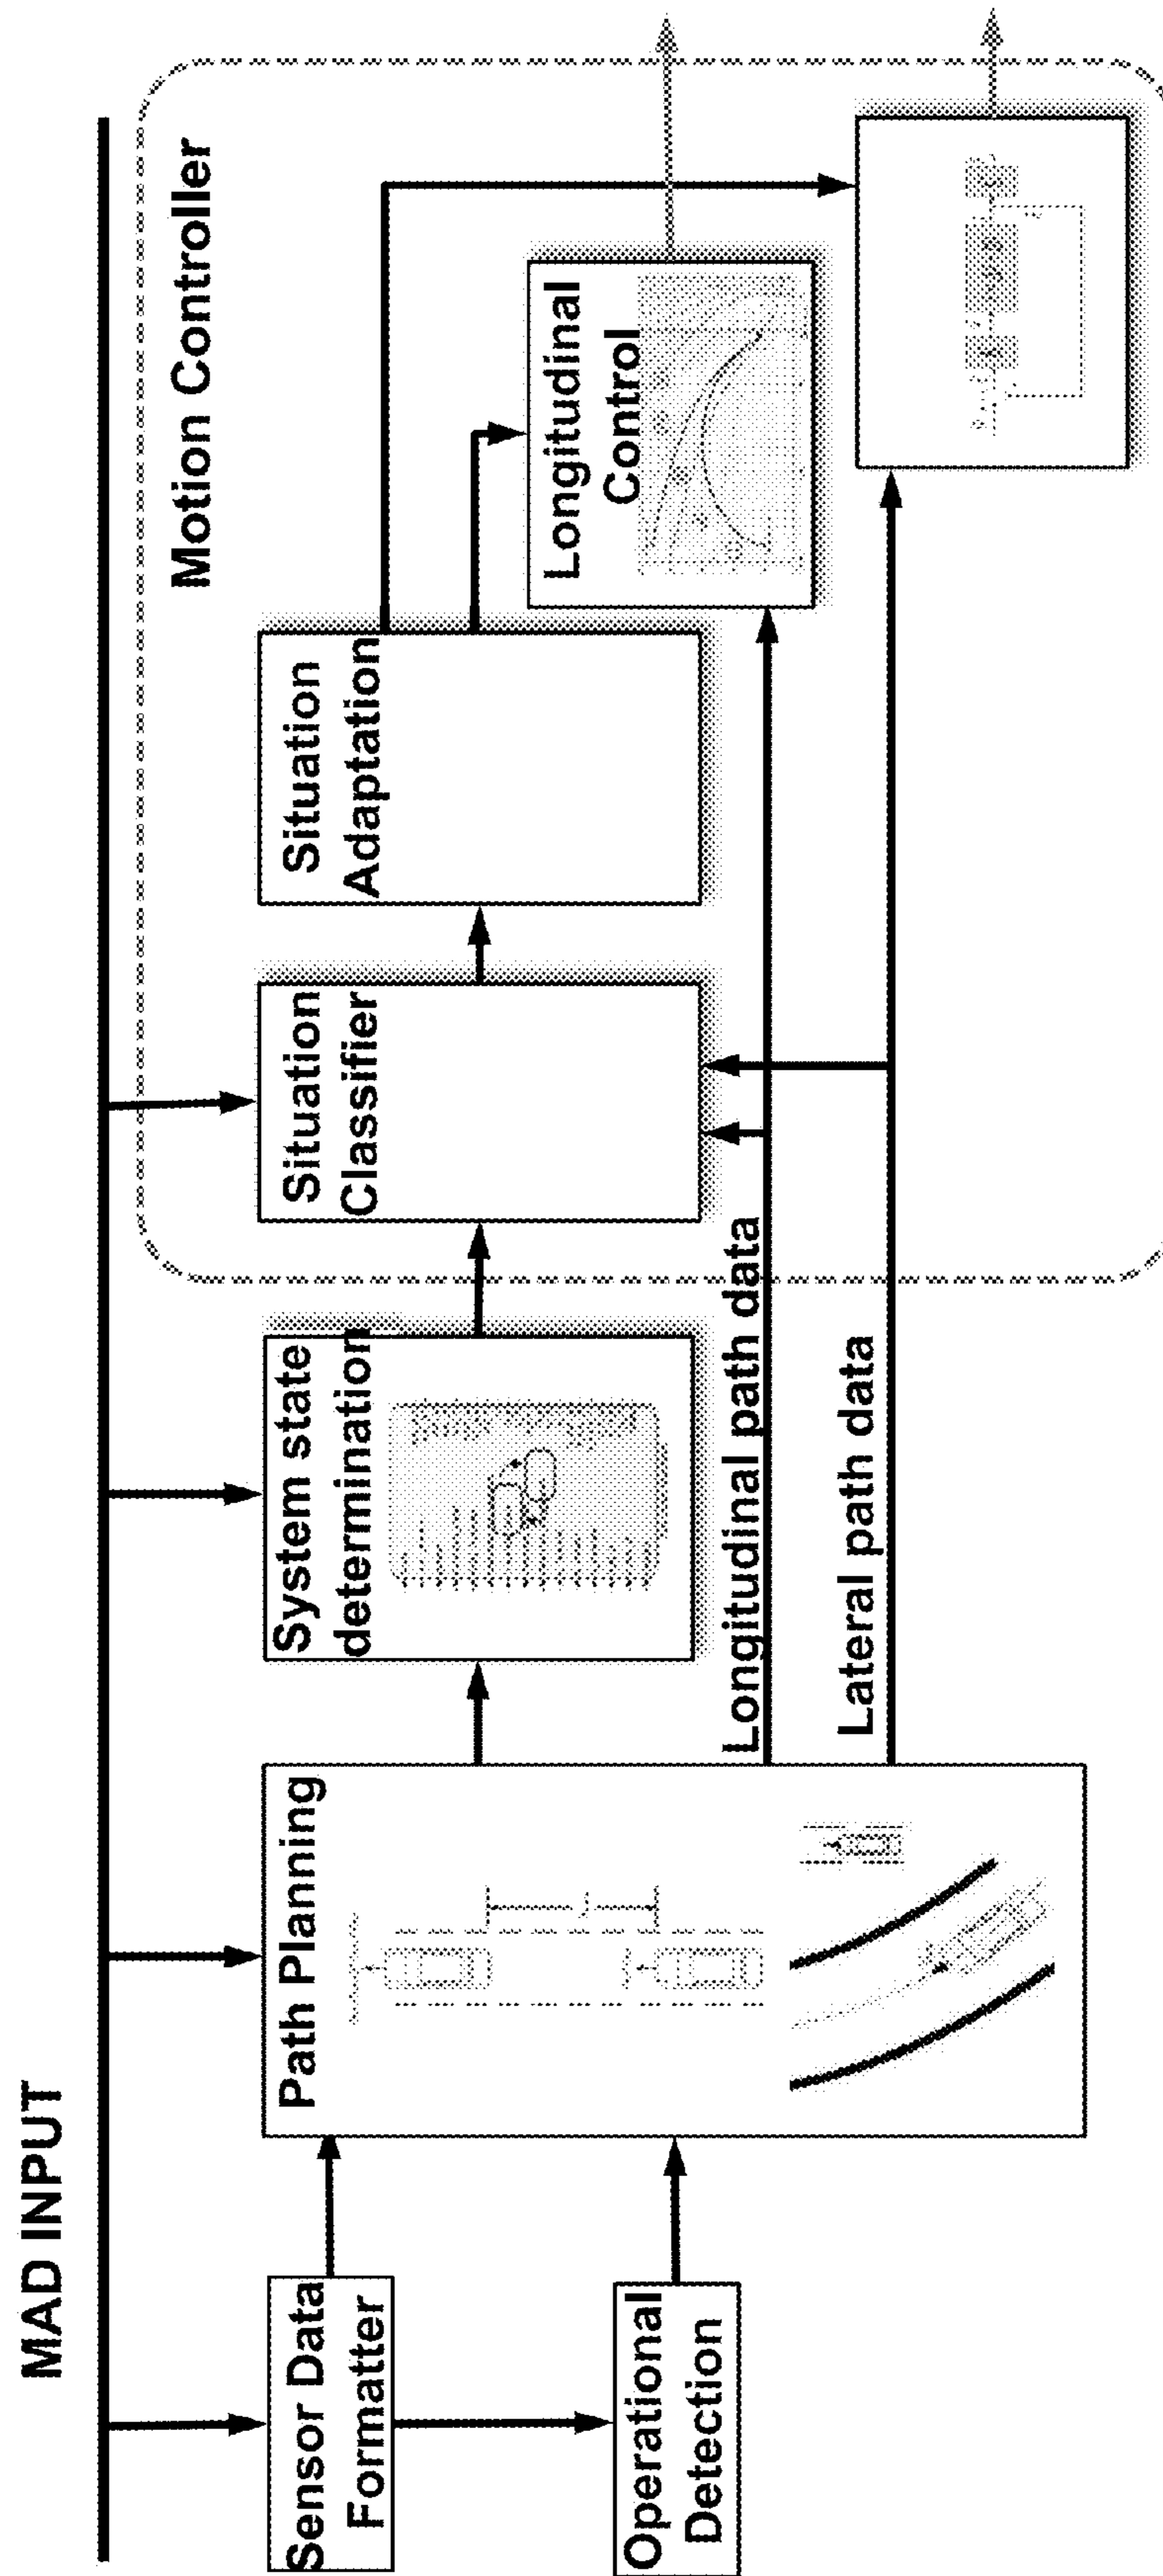 MAD INPUT
Motion Controller
Sensor Data
Formatter
Operational
Detection
Path Planning
System state
determination
Situation
Classifier
Situation
Adaptation
Longitudinal
Control
Longitudinal path data
Lateral path data